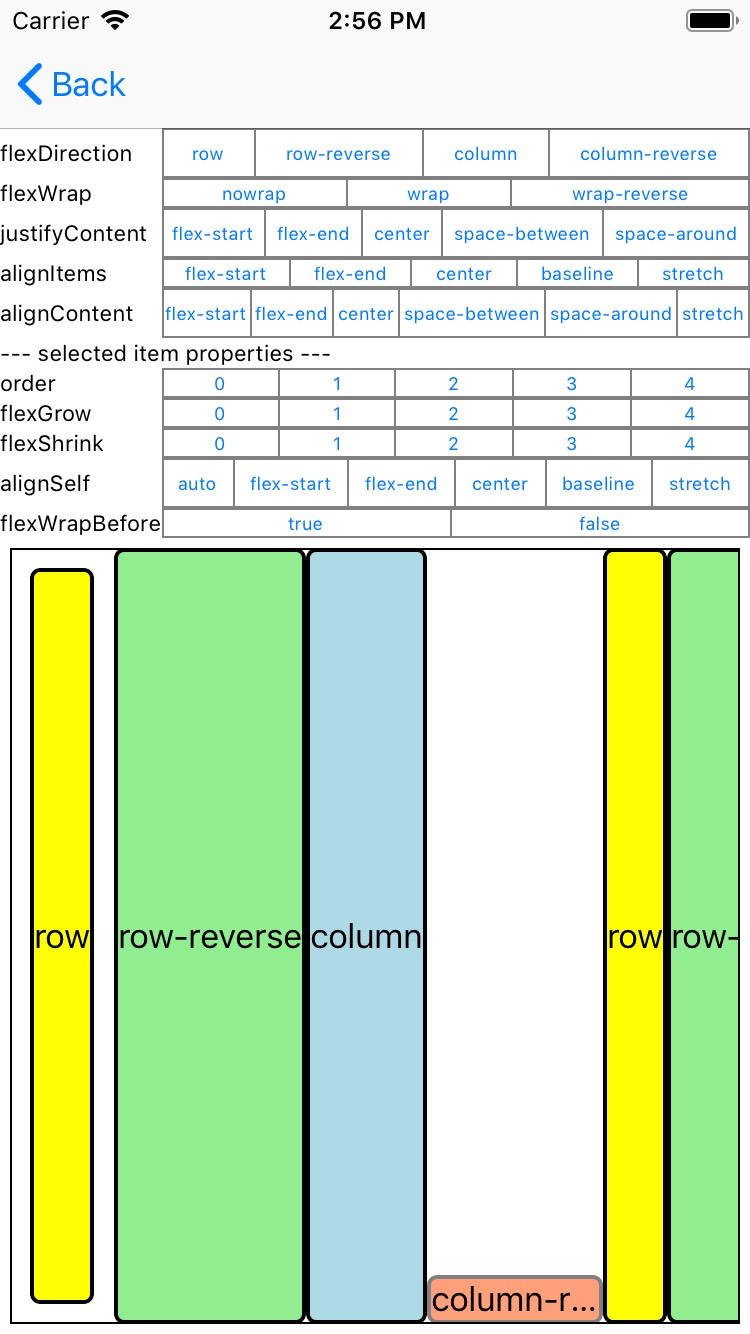 Carrier 2:56 PM
Back
flexDirection row row-reverse column column-reverse
flexWrap nowrap wrap wrap-reverse
justifyContent flex-start flex-end center space-between space-around
alignItems flex-start flex-end center baseline stretch
alignContent flex-start flex-end center space-between space-around stretch
--- selected item properties ---
order 0 1 2 3 4
flexGrow 0 1 2 3 4
flexShrink 0 1 2 3 4
alignSelf auto flex-start flex-end center baseline stretch
flexWrapBefore true false
row row-reverse column row row-
column-r...